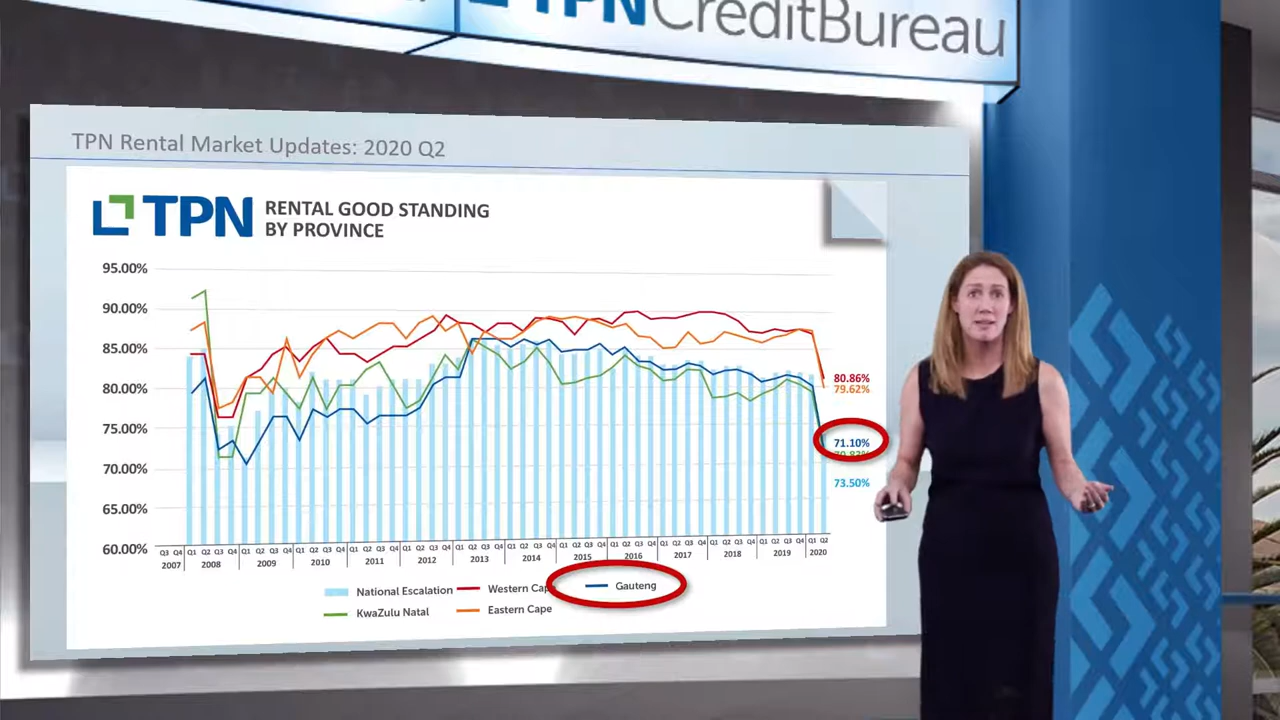 TPN CreditBureau
TPN Rental Market Updates: 2020 Q2
TPN RENTAL GOOD STANDING
BY PROVINCE
95.00%
90.00%
85.00%
80.00%
75.00%
70.00%
65.00%
60.00%
80.86%
79.62%
71.10%
73.50%
Q3 Q4 Q1 Q2 Q3 Q4 Q1 Q2 Q3 Q4 Q1 Q2 Q3 Q4 Q1 Q2 Q3 Q4 Q1 Q2 Q3 Q4 Q1 Q2 Q3 Q4 Q1 Q2 Q3 Q4 Q1 Q2 Q3 Q4 Q1 Q2 Q3 Q4 Q1 Q2 Q3 Q4 Q1 Q2 Q3 Q4 Q1 Q2 Q3 Q4 Q1 Q2
2007 2008 2009 2010 2011 2012 2013 2014 2015 2016 2017 2018 2019 2020
National Escalation Western Cap Gauteng
KwaZulu Natal Eastern Cape